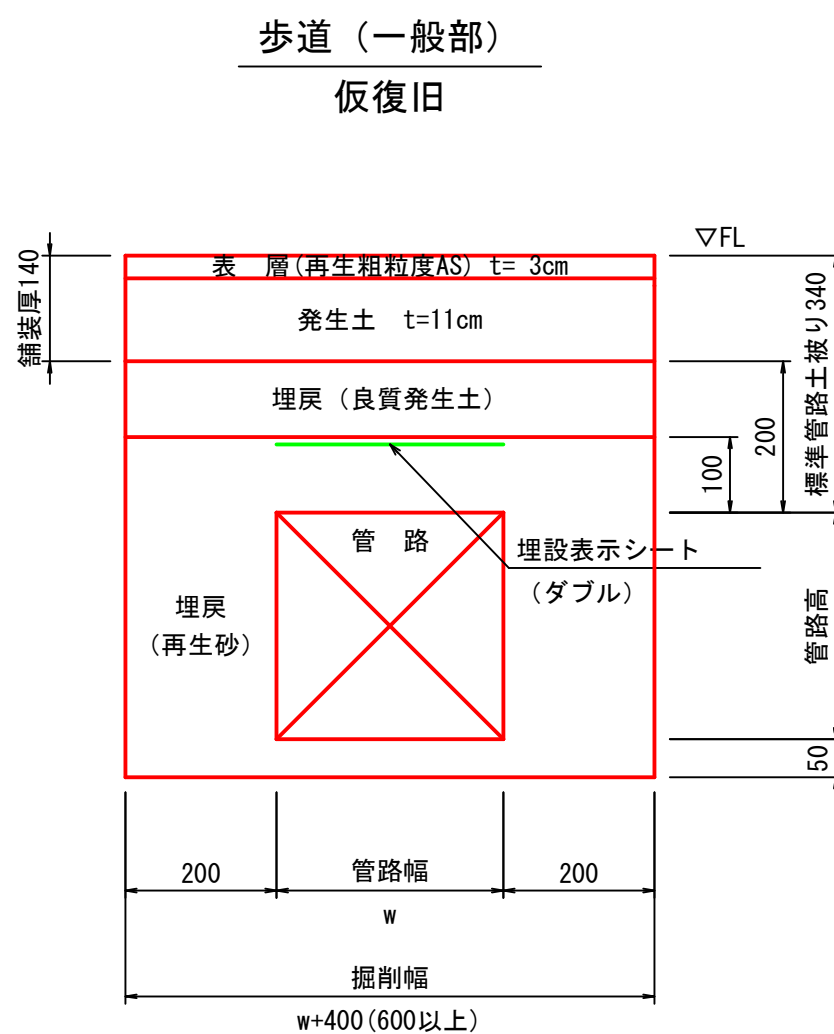 歩道（一般部）
仮復旧
▽FL
舗装厚140
表　層(再生粗粒度AS) t= 3cm
発生土　t=11cm
標準管路土被り340
埋戻（良質発生土）
200
100
管　路
埋設表示シート
（ダブル）
埋戻
（再生砂）
管路高
50
200
管路幅
200
w
掘削幅
w+400(600以上)